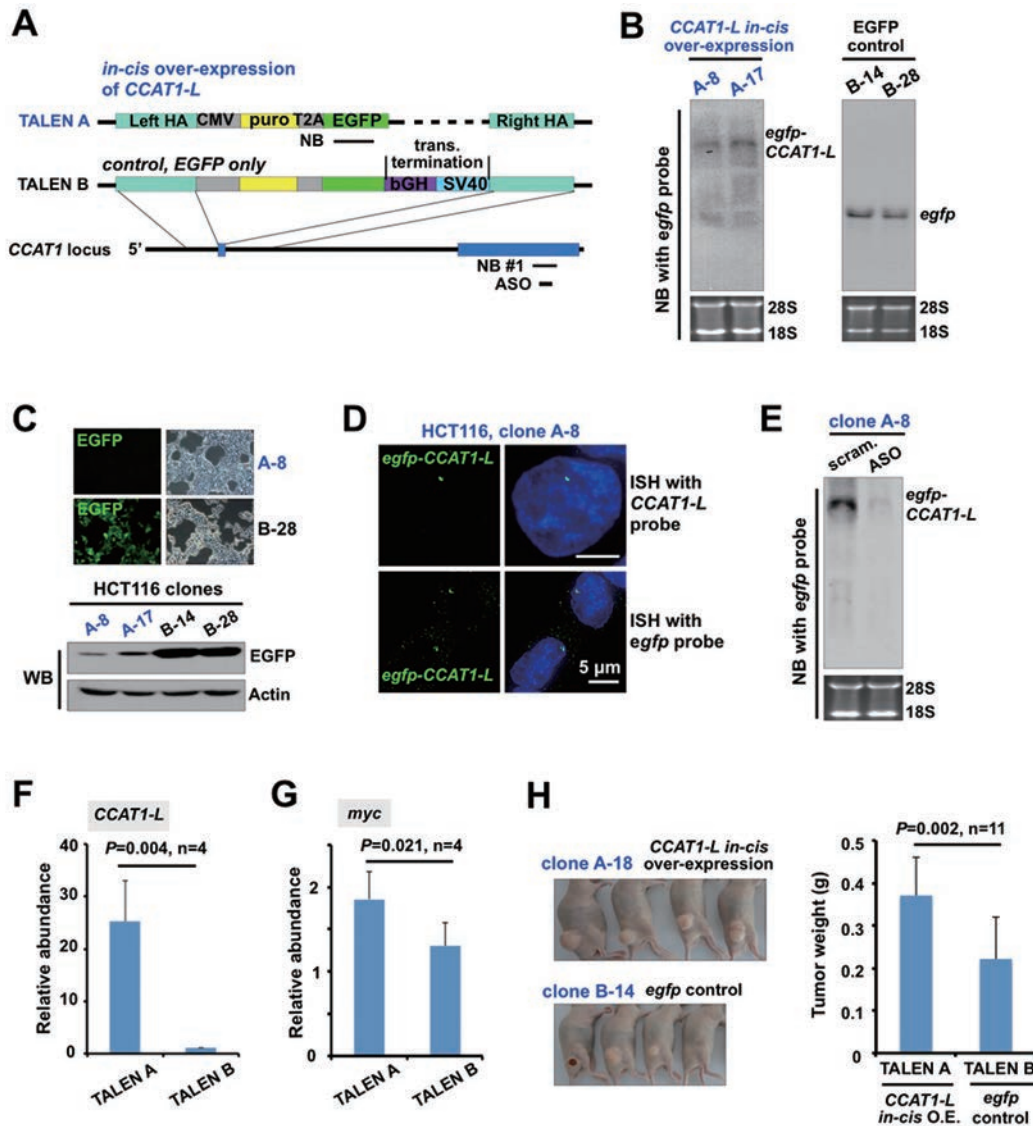 A
in-cis over-expression
of CCAT1-L
TALEN A
Left HA
CMV
puro
T2A
EGFP
Right HA
NB
control, EGFP only
trans.
termination
TALEN B
bGH
SV40
CCAT1 locus
5’
NB #1
ASO
B
CCAT1-L in-cis
over-expression
EGFP
control
A-8
A-17
B-14
B-28
NB with egfp probe
egfp-
CCAT1-L
egfp
28S
18S
28S
18S
C
EGFP
A-8
EGFP
B-28
HCT116 clones
A-8
A-17
B-14
B-28
WB
EGFP
Actin
D
HCT116, clone A-8
egfp-CCAT1-L
ISH with
CCAT1-L
probe
egfp-CCAT1-L
ISH with
egfp probe
5 µm
E
clone A-8
scram.
ASO
NB with egfp probe
egfp-
CCAT1-L
28S
18S
F
CCAT1-L
P=0.004, n=4
Relative abundance
40
30
20
10
0
TALEN A
TALEN B
G
myc
P=0.021, n=4
Relative abundance
2
1
0
TALEN A
TALEN B
H
clone A-18
CCAT1-L in-cis
over-expression
clone B-14
egfp control
P=0.002, n=11
Tumor weight (g)
0.4
0.3
0.2
0.1
0
TALEN A
TALEN B
CCAT1-L
in-cis O.E.
egfp
control